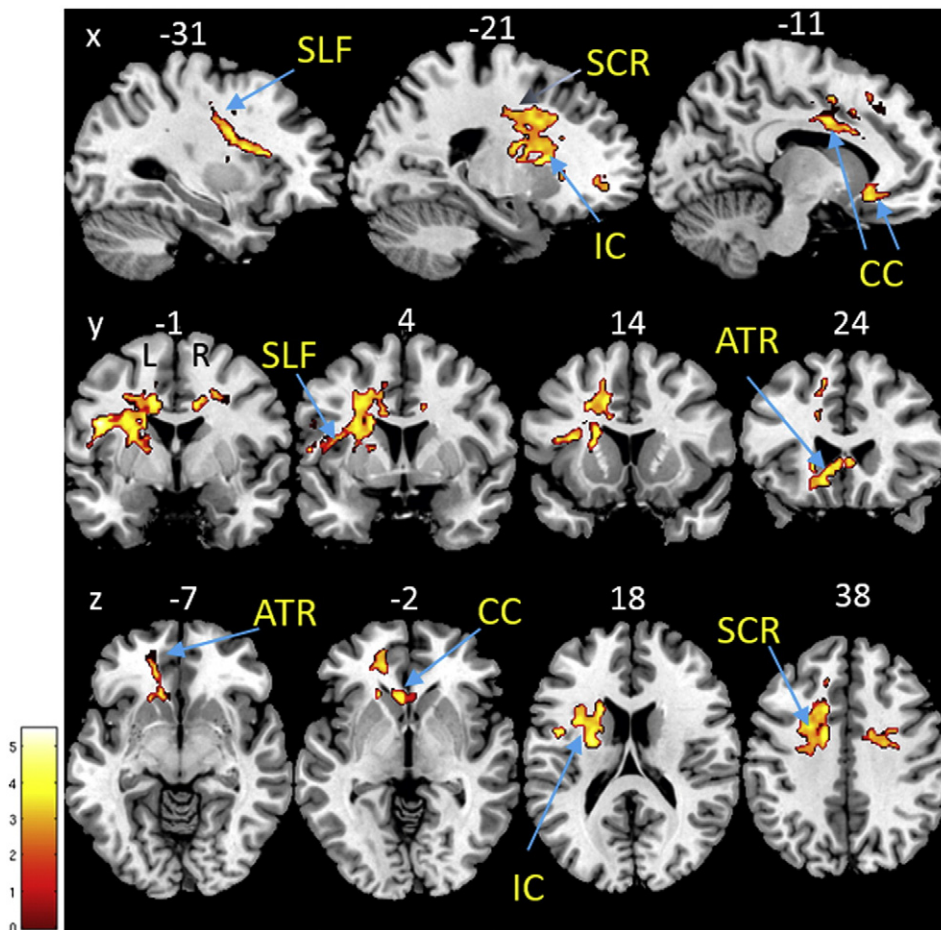 x -31 -21 -11
SLF SCR
IC CC
y -1 4 14 24
L R SLF ATR
z -7 -2 18 38
ATR CC SCR
IC
5
4
3
2
1
0